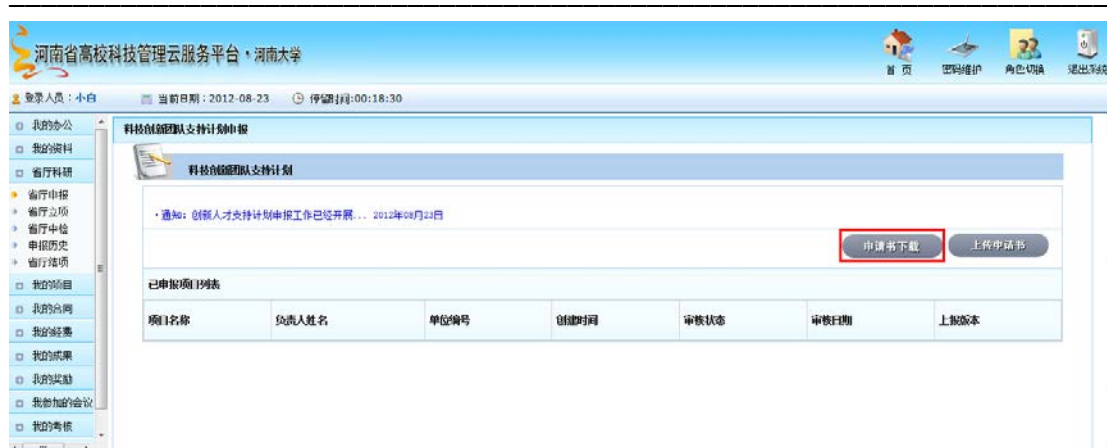 河南省高校科技管理云服务平台·河南大学
首 页
密码维护
角色切换
退出系统
登录人员：小白
当前日期：2012-08-23
停留时间:00:18:30
我的办公
我的资料
省厅科研
省厅申报
省厅立项
省厅中检
申报历史
省厅结项
我的项目
我的合同
我的经费
我的成果
我的奖励
我参加的会议
我的考核
科技创新团队支持计划申报
科技创新团队支持计划
·通知：创新人才支持计划申报工作已经开展... 2012年08月23日
申请书下载
上传申请书
已申报项目列表
项目名称 负责人姓名 单位编号 创建时间 审核状态 审核日期 上报版本